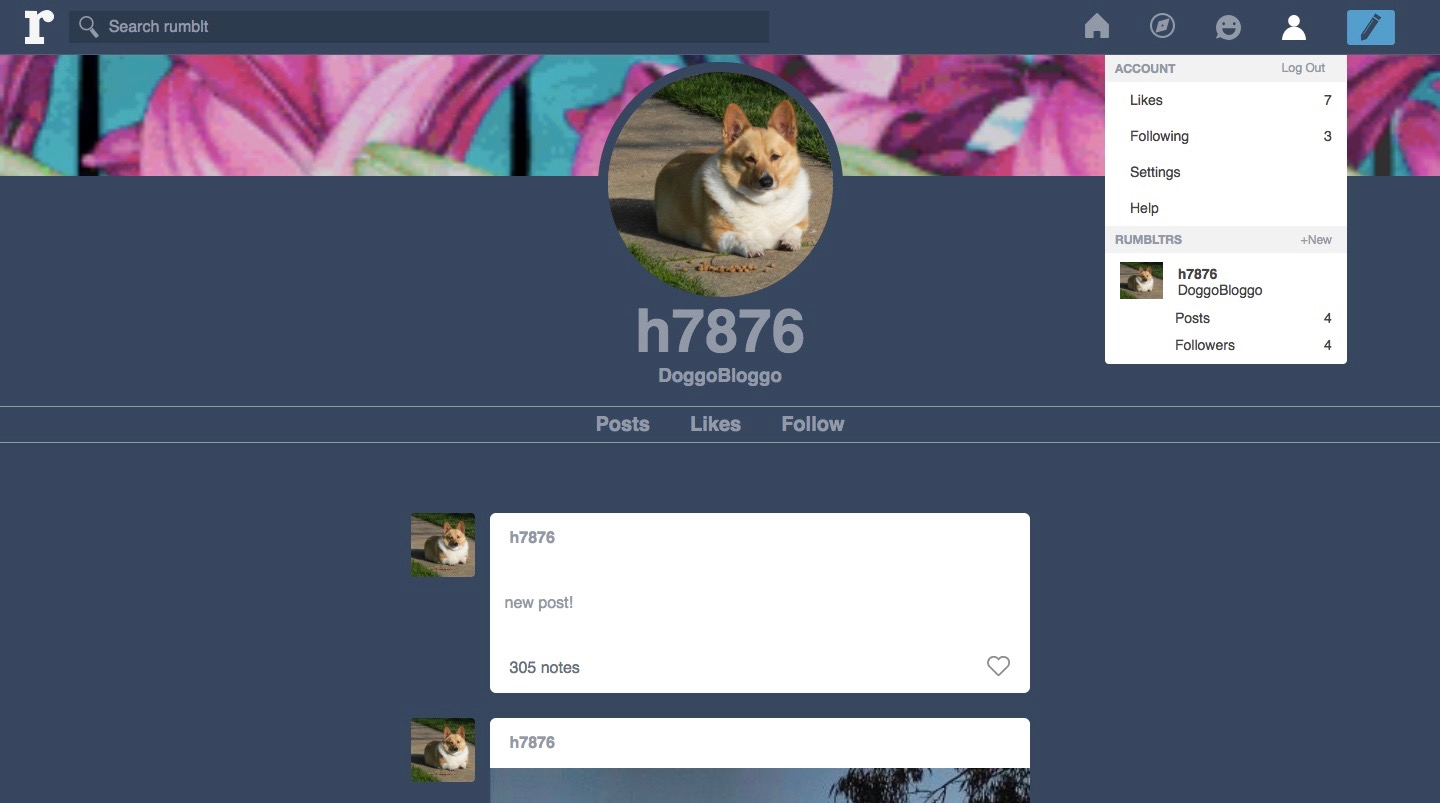 r
Search rumblt
ACCOUNT Log Out
Likes 7
Following 3
Settings
Help
RUMBLTRS +New
h7876
DoggoBloggo
Posts 4
Followers 4
h7876
DoggoBloggo
Posts Likes Follow
h7876
new post!
305 notes
h7876